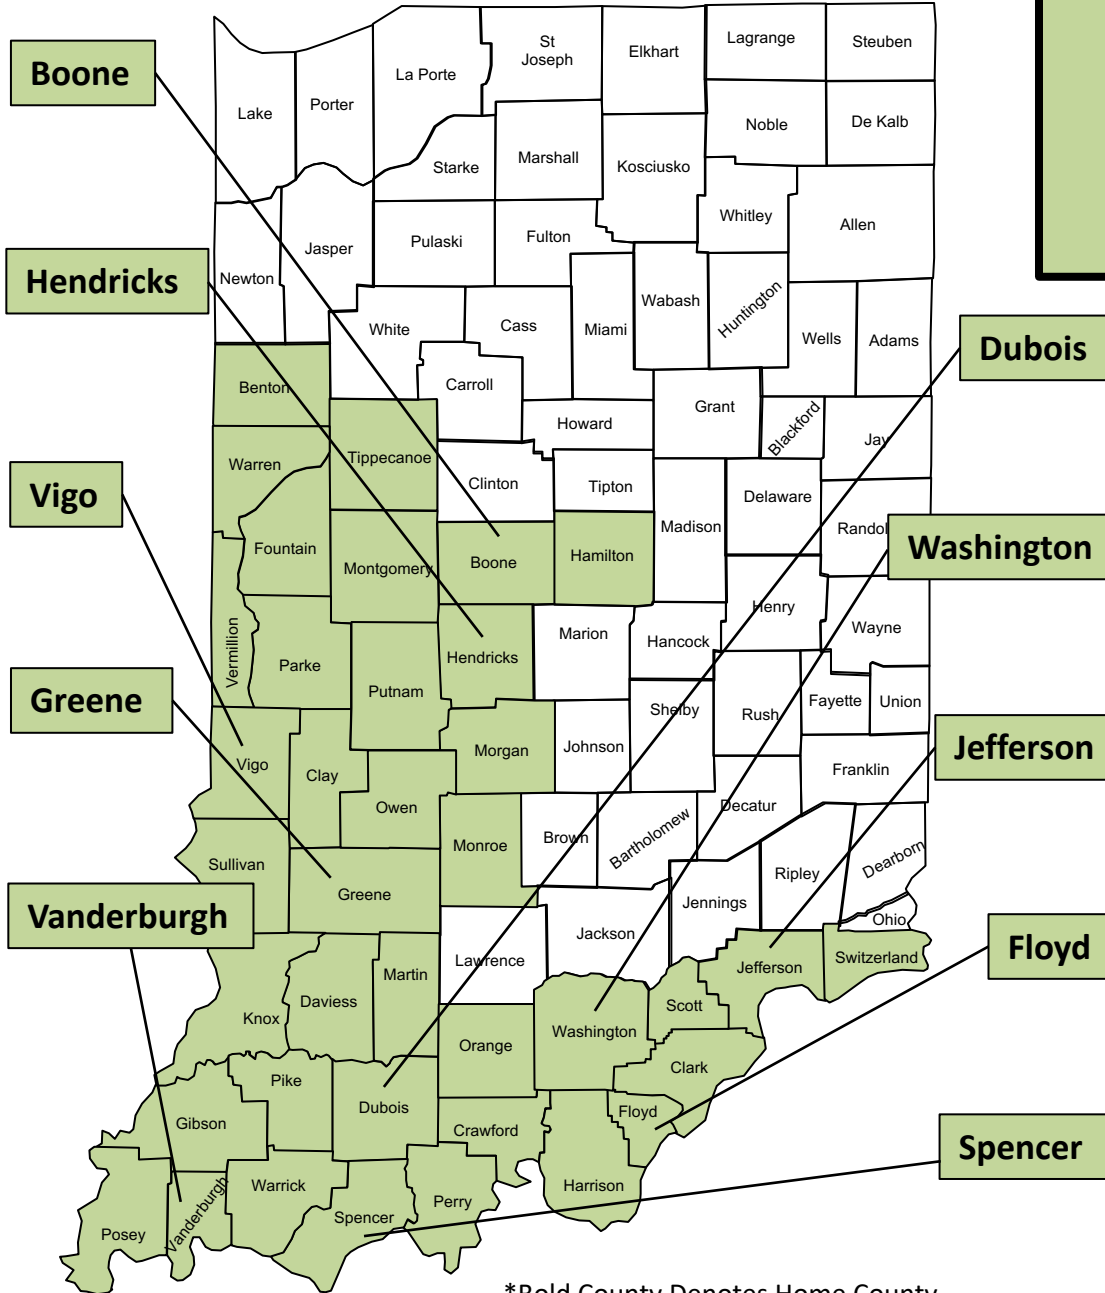 St
Joseph
Elkhart
Lagrange
Steuben
La Porte
Boone
Lake
Porter
Noble
De Kalb
Starke
Marshall
Kosciusko
Whitley
Allen
Jasper
Pulaski
Fulton
Hendricks
Newton
Wabash
Huntington
White
Cass
Miami
Wells
Adams
Dubois
Benton
Carroll
Grant
Howard
Blackford
Jay
Warren
Tippecanoe
Clinton
Tipton
Delaware
Vigo
Madison
Randol
Washington
Fountain
Montgomery
Boone
Hamilton
Henry
Vermillion
Marion
Hancock
Wayne
Parke
Hendricks
Putnam
Greene
Shelby
Rush
Fayette
Union
Vigo
Clay
Morgan
Johnson
Franklin
Jefferson
Owen
Decatur
Sullivan
Monroe
Brown
Bartholomew
Ripley
Dearborn
Greene
Jennings
Ohio
Vanderburgh
Jackson
Lawrence
Martin
Jefferson
Switzerland
Floyd
Knox
Daviess
Scott
Washington
Orange
Clark
Pike
Dubois
Gibson
Floyd
Crawford
Spencer
Warrick
Harrison
Vanderburgh
Spencer
Perry
Posey
*Bold County Denotes Home County